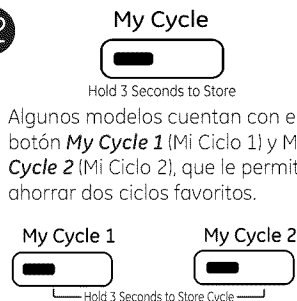 2
My Cycle
Hold 3 Seconds to Store
Algunos modelos cuentan con e
botón My Cycle 1 (Mi Ciclo 1) y M
Cycle 2 (Mi Ciclo 2), que le permit
ahorrar dos ciclos favoritos.
My Cycle 1 My Cycle 2
Hold 3 Seconds to Store Cycle